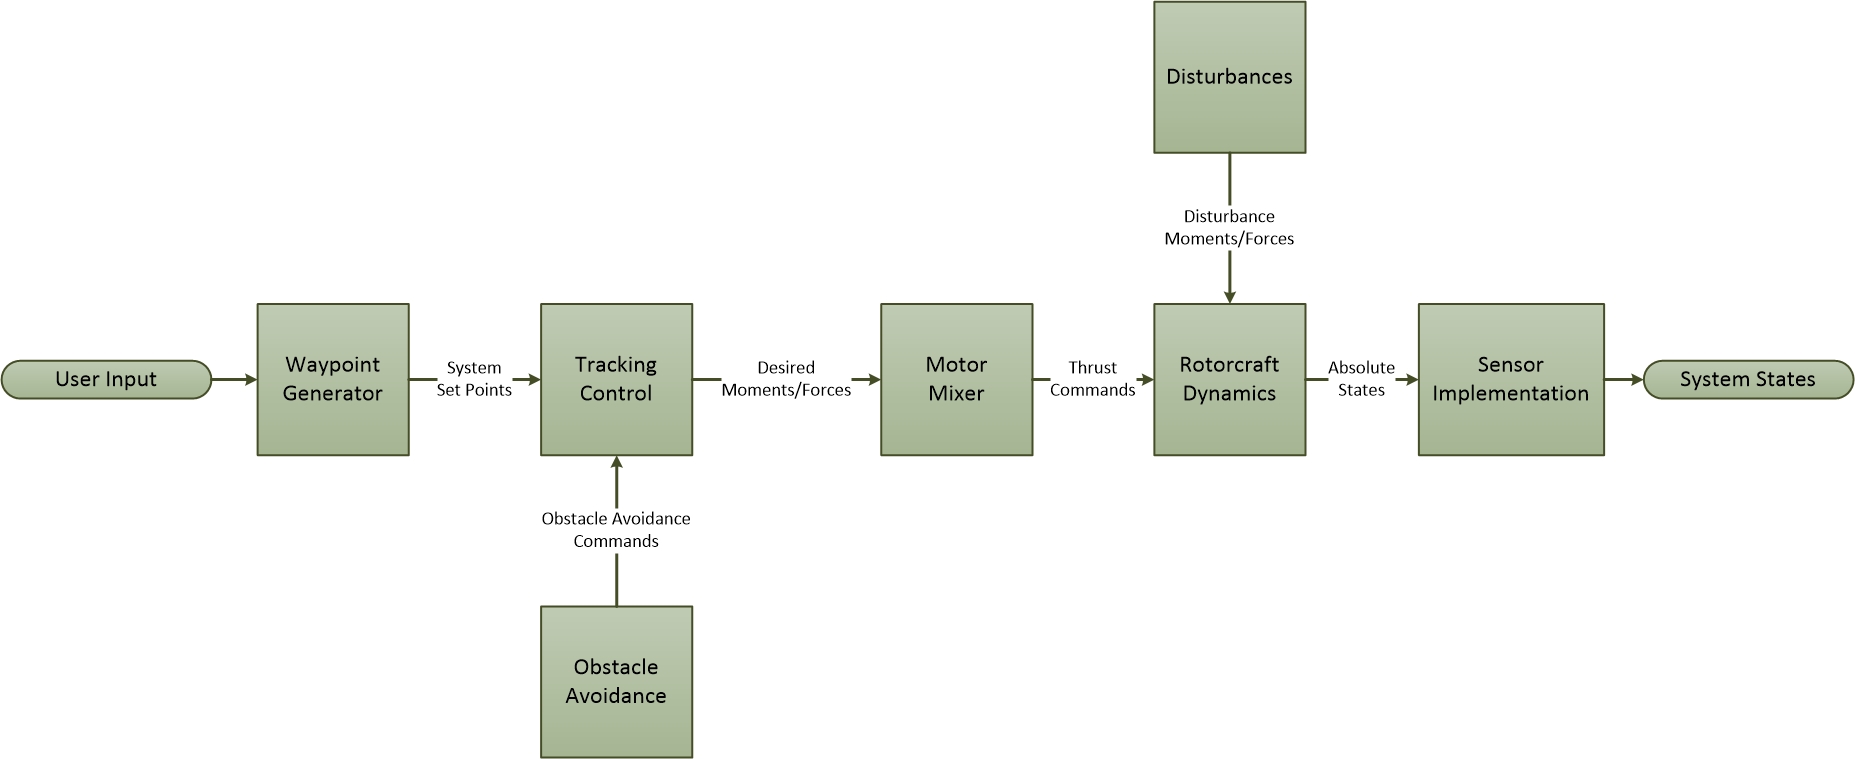 Disturbances
Disturbance
Moments/Forces
User Input
Waypoint
Generator
System
Set Points
Tracking
Control
Desired
Moments/Forces
Motor
Mixer
Thrust
Commands
Rotorcraft
Dynamics
Absolute
States
Sensor
Implementation
System States
Obstacle Avoidance
Commands
Obstacle
Avoidance